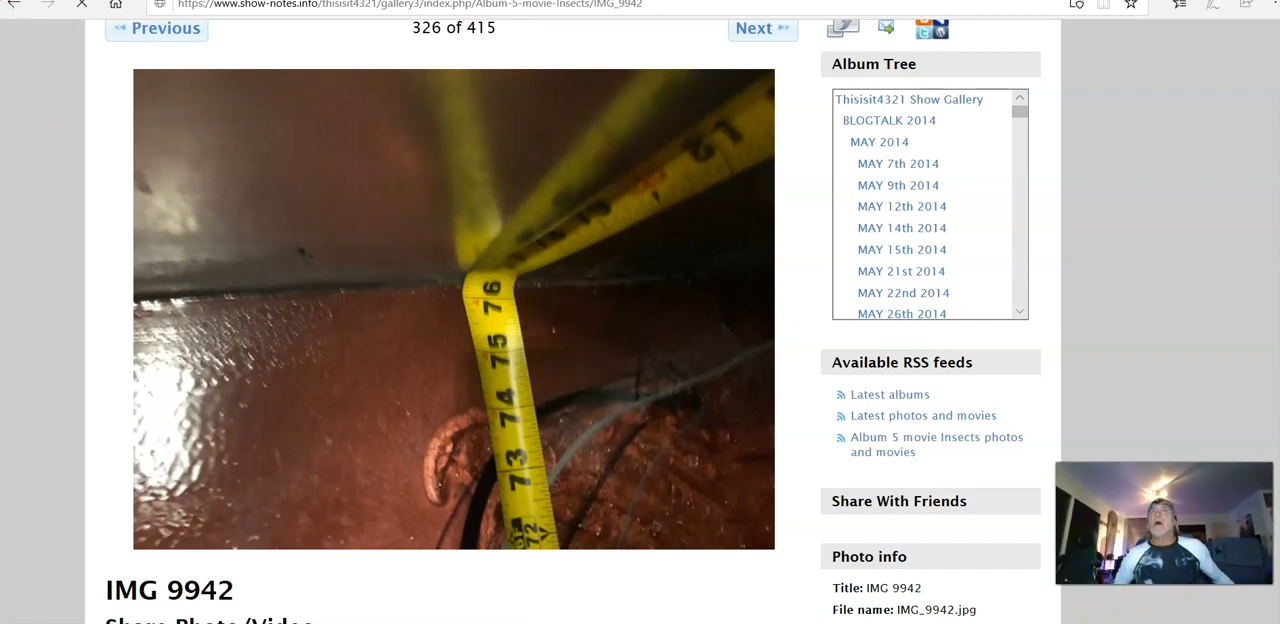 https://www.show-notes.info/thisisit4321/gallery3/index.php/Album-5-movie-Insects/IMG_9942
Previous
326 of 415
Next
76
75
74
73
72
Album Tree
Thisisit4321 Show Gallery
BLOGTALK 2014
MAY 2014
MAY 7th 2014
MAY 9th 2014
MAY 12th 2014
MAY 14th 2014
MAY 15th 2014
MAY 21st 2014
MAY 22nd 2014
MAY 26th 2014
Available RSS feeds
Latest albums
Latest photos and movies
Album 5 movie Insects photos
and movies
Share With Friends
Photo info
Title: IMG 9942
File name: IMG_9942.jpg
IMG 9942
Share Photo/Video